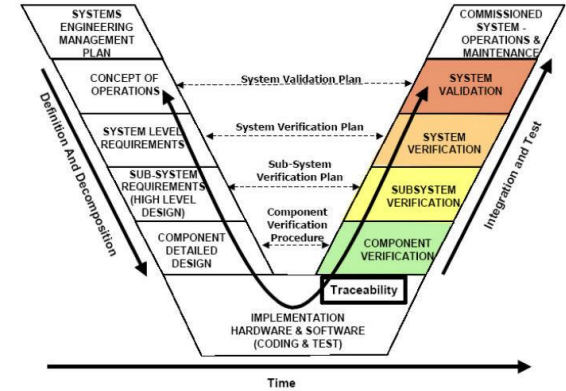 SYSTEMS
ENGINEERING
MANAGEMENT
PLAN
COMMISSIONED
SYSTEM -
OPERATIONS &
MAINTENANCE
CONCEPT OF
OPERATIONS
System Validation Plan
SYSTEM
VALIDATION
SYSTEM LEVEL
REQUIREMENTS
System Verification Plan
SYSTEM
VERIFICATION
SUB-SYSTEM
REQUIREMENTS
(HIGH LEVEL
DESIGN)
Sub-System
Verification Plan
SUBSYSTEM
VERIFICATION
COMPONENT
DETAILED
DESIGN
Component
Verification
Procedure
COMPONENT
VERIFICATION
Definition And Decomposition
Integration and Test
Traceability
IMPLEMENTATION
HARDWARE & SOFTWARE
(CODING & TEST)
Time